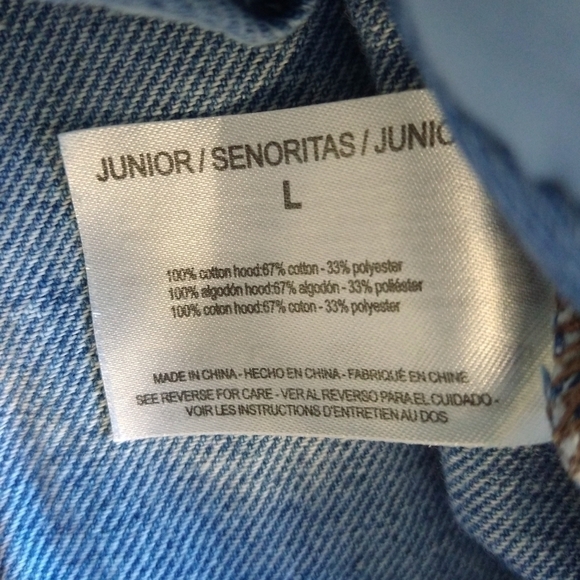 JUNIOR / SENORITAS / JUNIO
L
100% cotton hood:67% cotton - 33% polyester
100% algodón hood:67% algodón - 33% poliéster
100% coton hood:67% coton - 33% polyester
MADE IN CHINA - HECHO EN CHINA - FABRIQUÉ EN CHINE
SEE REVERSE FOR CARE - VER AL REVERSO PARA EL CUIDADO -
VOIR LES INSTRUCTIONS D'ENTRETIEN AU DOS